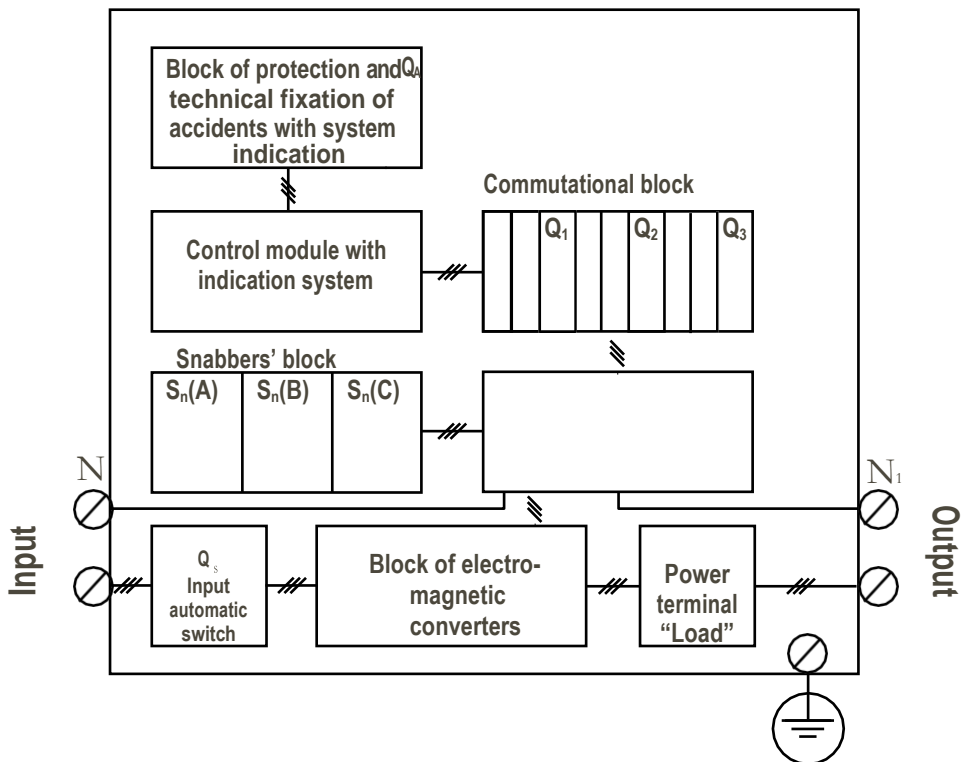 Block of protection and QA
technical fixation of
accidents with system
indication
Commutational block
Control module with
indication system
Q1 Q2 Q3
Snabbers’ block
Sn(A) Sn(B) Sn(C)
N
N1
Input
Output
Qs
Input
automatic
switch
Block of electro-
magnetic
converters
Power
terminal
“Load”